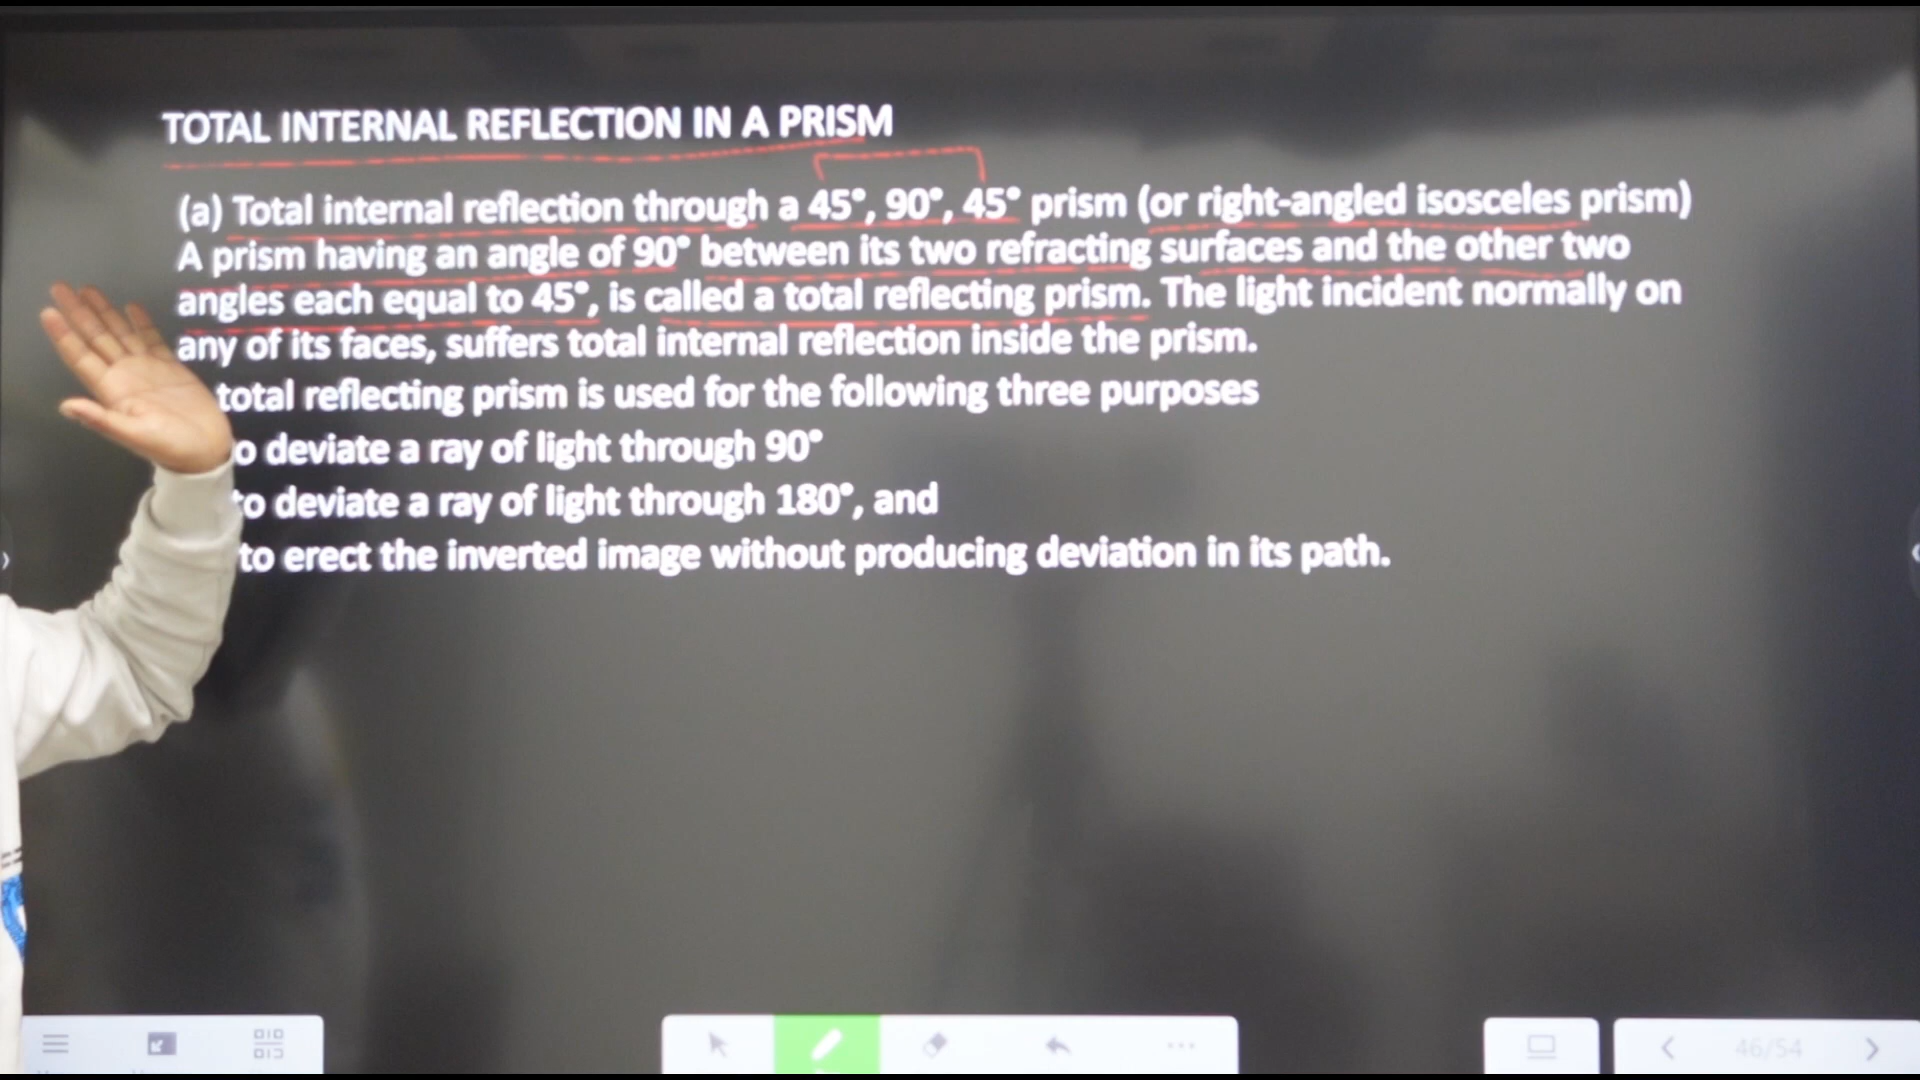 TOTAL INTERNAL REFLECTION IN A PRISM
(a) Total internal reflection through a 45°, 90°, 45° prism (or right-angled isosceles prism)
A prism having an angle of 90° between its two refracting surfaces and the other two
angles each equal to 45°, is called a total reflecting prism. The light incident normally on
any of its faces, suffers total internal reflection inside the prism.
total reflecting prism is used for the following three purposes
o deviate a ray of light through 90°
to deviate a ray of light through 180°, and
to erect the inverted image without producing deviation in its path.
46/54